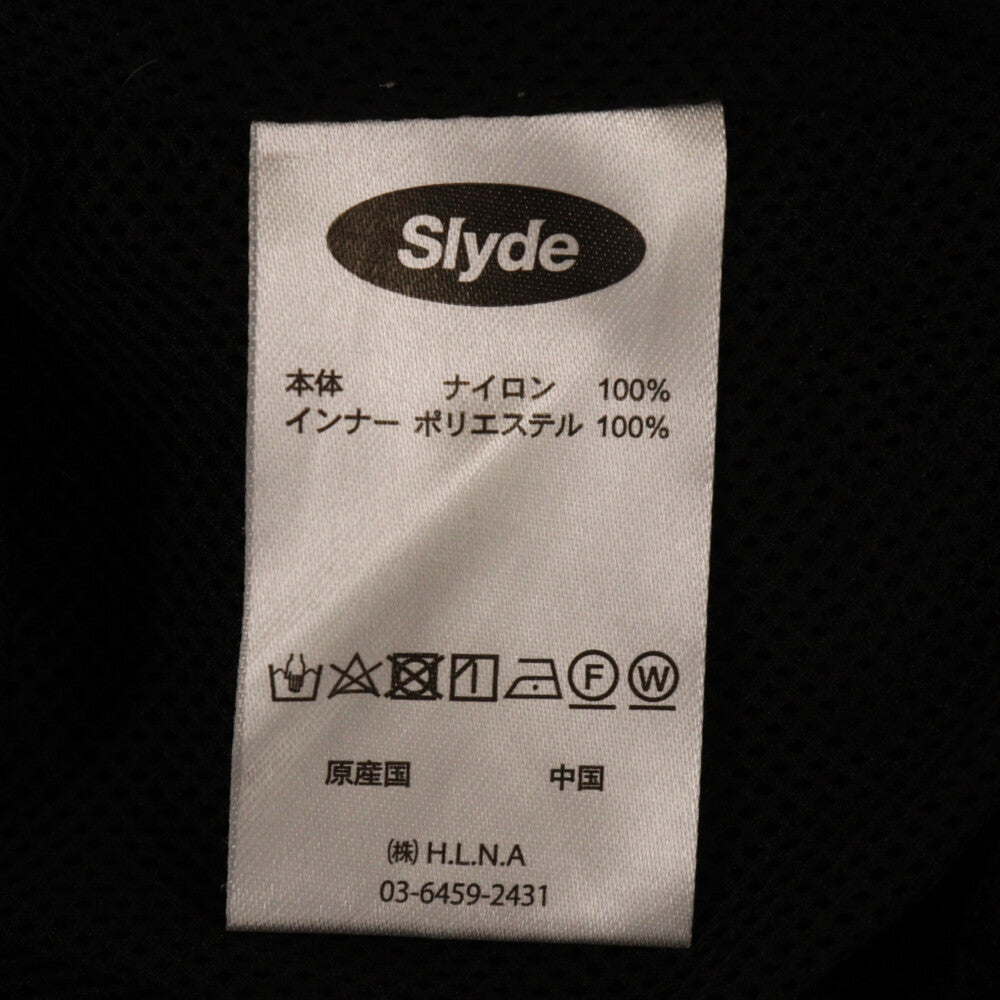 Slyde
本体 ナイロン 100%
インナー ポリエステル 100%
F W
原産国 中国
㈱ H.L.N.A
03-6459-2431